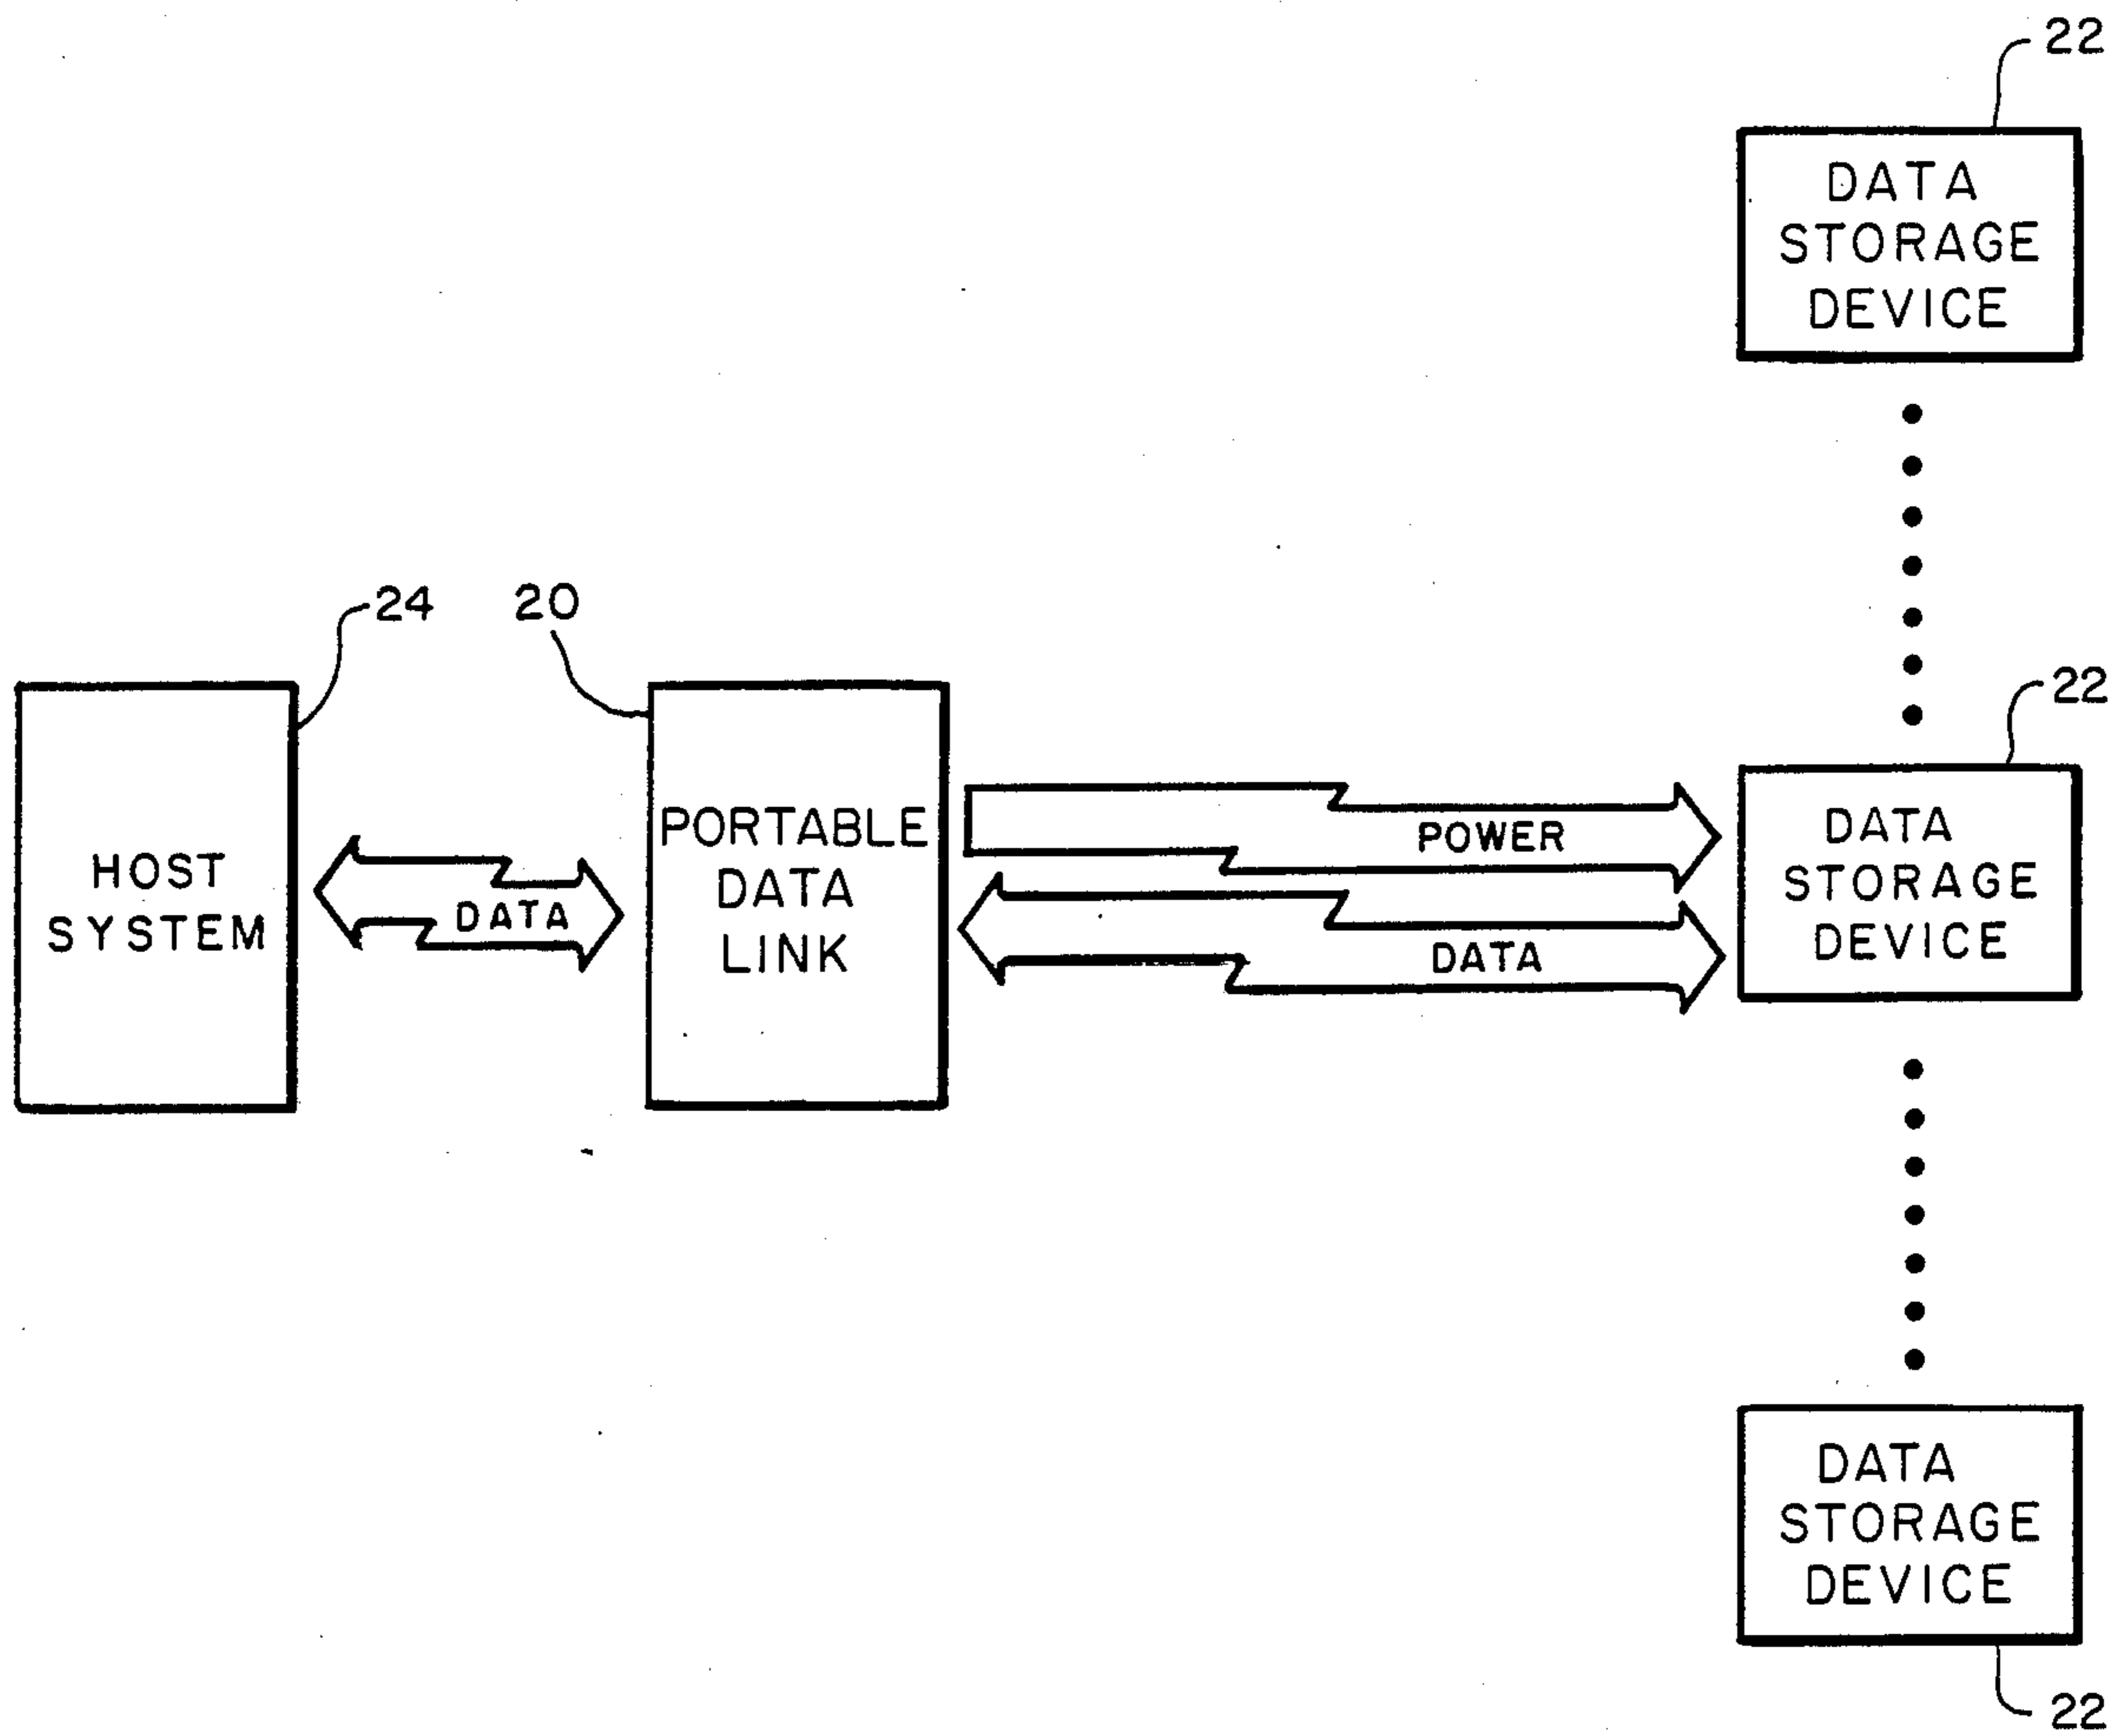 22
DATA
STORAGE
DEVICE
24
20
22
HOST
SYSTEM
DATA
PORTABLE
DATA
LINK
POWER
DATA
DATA
STORAGE
DEVICE
DATA
STORAGE
DEVICE
22